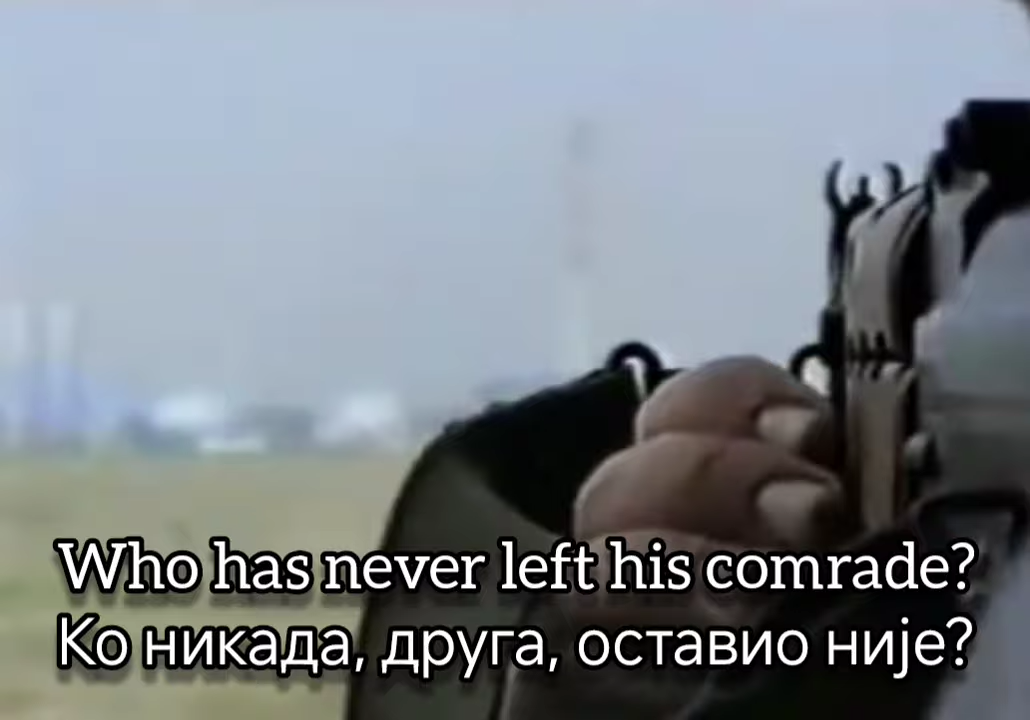 Who has never left his comrade?
Ко никада, друга, оставио није?